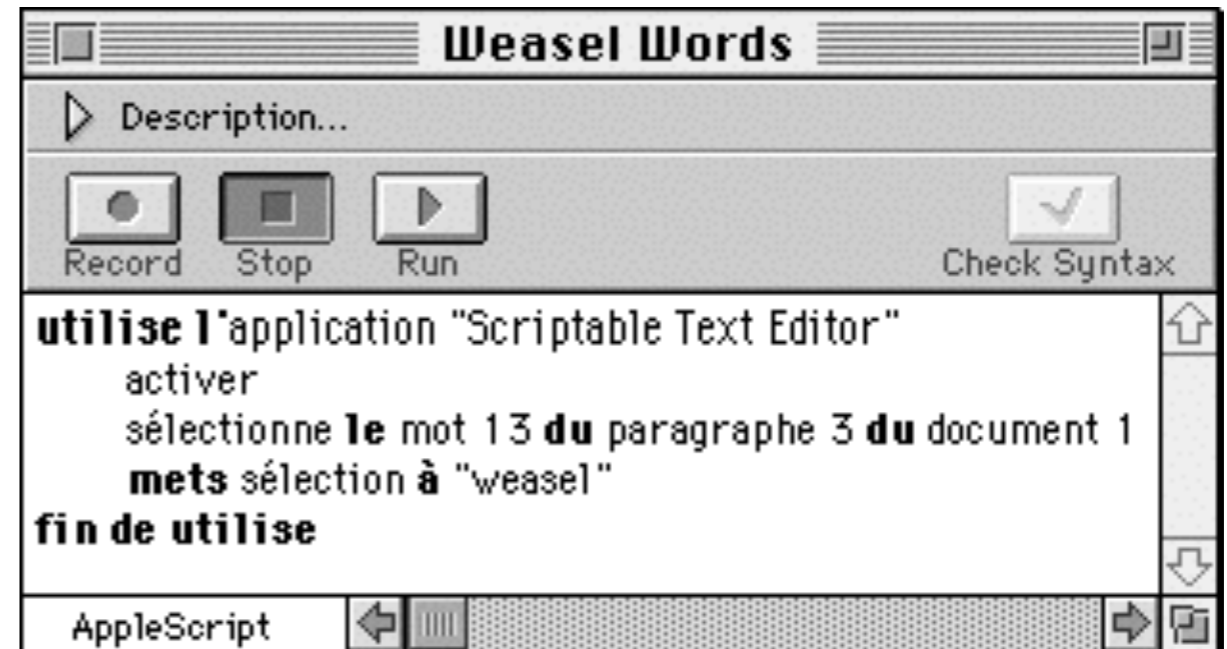 Weasel Words
Description...
Record Stop Run Check Syntax
utilise l'application "Scriptable Text Editor"
activer
sélectionne le mot 13 du paragraphe 3 du document 1
mets sélection à "weasel"
fin de utilise
AppleScript